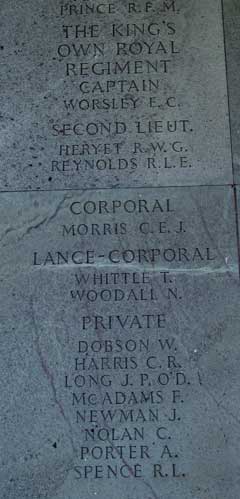 PRINCE R.F.M.
THE KING'S
OWN ROYAL
REGIMENT
CAPTAIN
WORSLEY E.C.
SECOND LIEUT.
HERYET R.W.G.
REYNOLDS R.L.E.
CORPORAL
MORRIS C.E.J.
LANCE-CORPORAL
WHITTLE T.
WOODALL N.
PRIVATE
DOBSON W.
HARRIS C.R.
LONG J.P.O'D.
MCADAMS F.
NEWMAN J.
NOLAN C.
PORTER A.
SPENCE R.L.